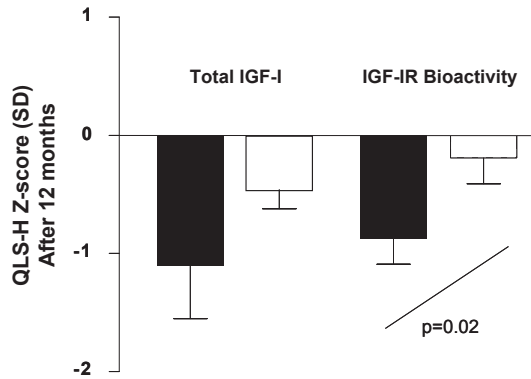 1
Total IGF-I
IGF-IR Bioactivity
0
-1
-2
QLS-H Z-score (SD)
After 12 months
p=0.02